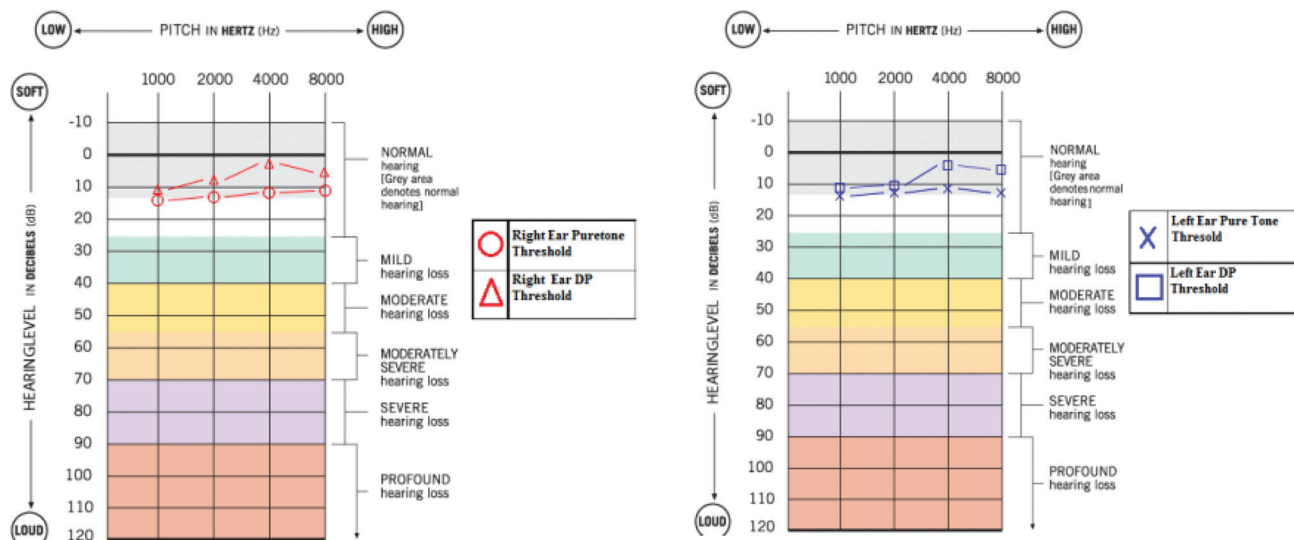 LOW PITCH IN HERTZ (Hz) HIGH
1000 2000 4000 8000
SOFT
-10
0
10
20
30
40
50
60
70
80
90
100
110
120
HEARINGLEVEL IN DECIBELS (dB)
LOUD
NORMAL
hearing
[Grey area
denotes normal
hearing]
MILD
hearing loss
MODERATE
hearing loss
MODERATELY
SEVERE
hearing loss
SEVERE
hearing loss
PROFOUND
hearing loss
Right Ear Puretone
Threshold
Right Ear DP
Threshold
LOW PITCH IN HERTZ (Hz) HIGH
1000 2000 4000 8000
SOFT
-10
0
10
20
30
40
50
60
70
80
90
100
110
120
HEARINGLEVEL IN DECIBELS (dB)
LOUD
NORMAL
hearing
[Grey area
denotes normal
hearing]
MILD
hearing loss
MODERATE
hearing loss
MODERATELY
SEVERE
hearing loss
SEVERE
hearing loss
PROFOUND
hearing loss
Left Ear Pure Tone
Thresold
Left Ear DP
Threshold